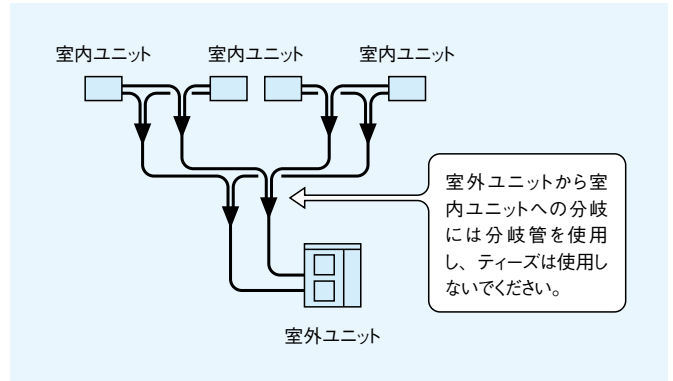 室内ユニット 室内ユニット 室内ユニット
室外ユニットから室
内ユニットへの分岐
には分岐管を使用
し、ティーズは使用し
ないでください。
室外ユニット